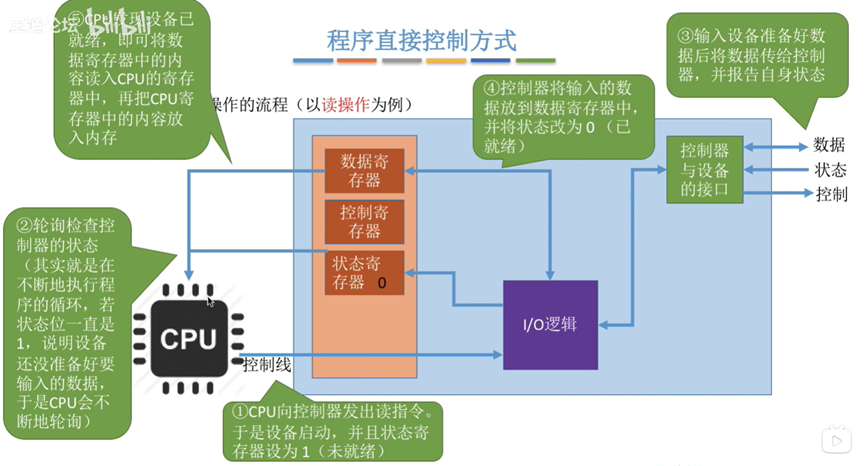 程序直接控制方式
bilibili
⑤CPU发现设备已
就绪，即可将数
据寄存器中的内
容读入CPU的寄存
器中，再把CPU寄
存器中的内容放
入内存
操作的流程（以读操作为例）
④控制器将输入的数
据放到数据寄存器中，
并将状态改为 0 （已
就绪）
③输入设备准备好数
据后将数据传给控制
器，并报告自身状态
数据寄
存器
控制寄
存器
状态寄
存器 0
控制器
与设备
的接口
数据
状态
控制
②轮询检查控
制器的状态
（其实就是在
不断地执行程
序的循环，若
状态位一直是
1，说明设备
还没准备好要
输入的数据，
于是CPU会不
断地轮询）
CPU
控制线
I/O逻辑
①CPU向控制器发出读指令。
于是设备启动，并且状态寄
存器设为 1（未就绪）